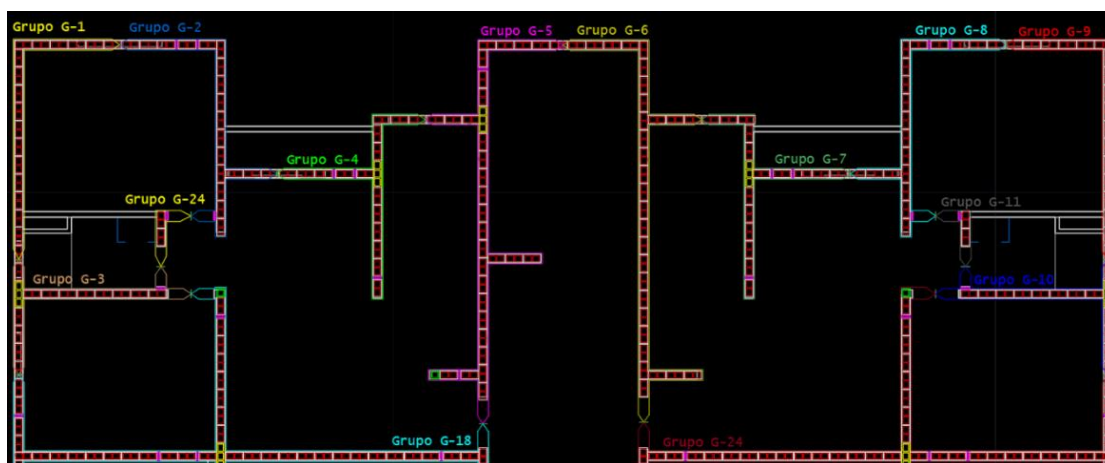 Grupo G-1
Grupo G-2
Grupo G-5
Grupo G-6
Grupo G-8
Grupo G-9
Grupo G-4
Grupo G-7
Grupo G-24
Grupo G-11
Grupo G-3
Grupo G-10
Grupo G-18
Grupo G-24